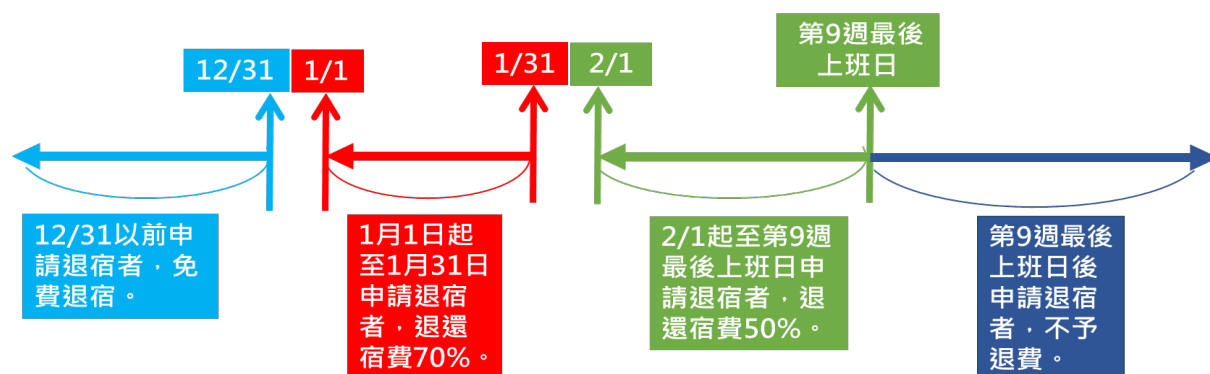 12/31
1/1
1/31
2/1
第9週最後
上班日
12/31以前申
請退宿者，免
費退宿。
1月1日起
至1月31日
申請退宿
者，退還
宿費70%。
2/1起至第9週
最後上班日申
請退宿者，退
還宿費50%。
第9週最後
上班日後
申請退宿
者，不予
退費。